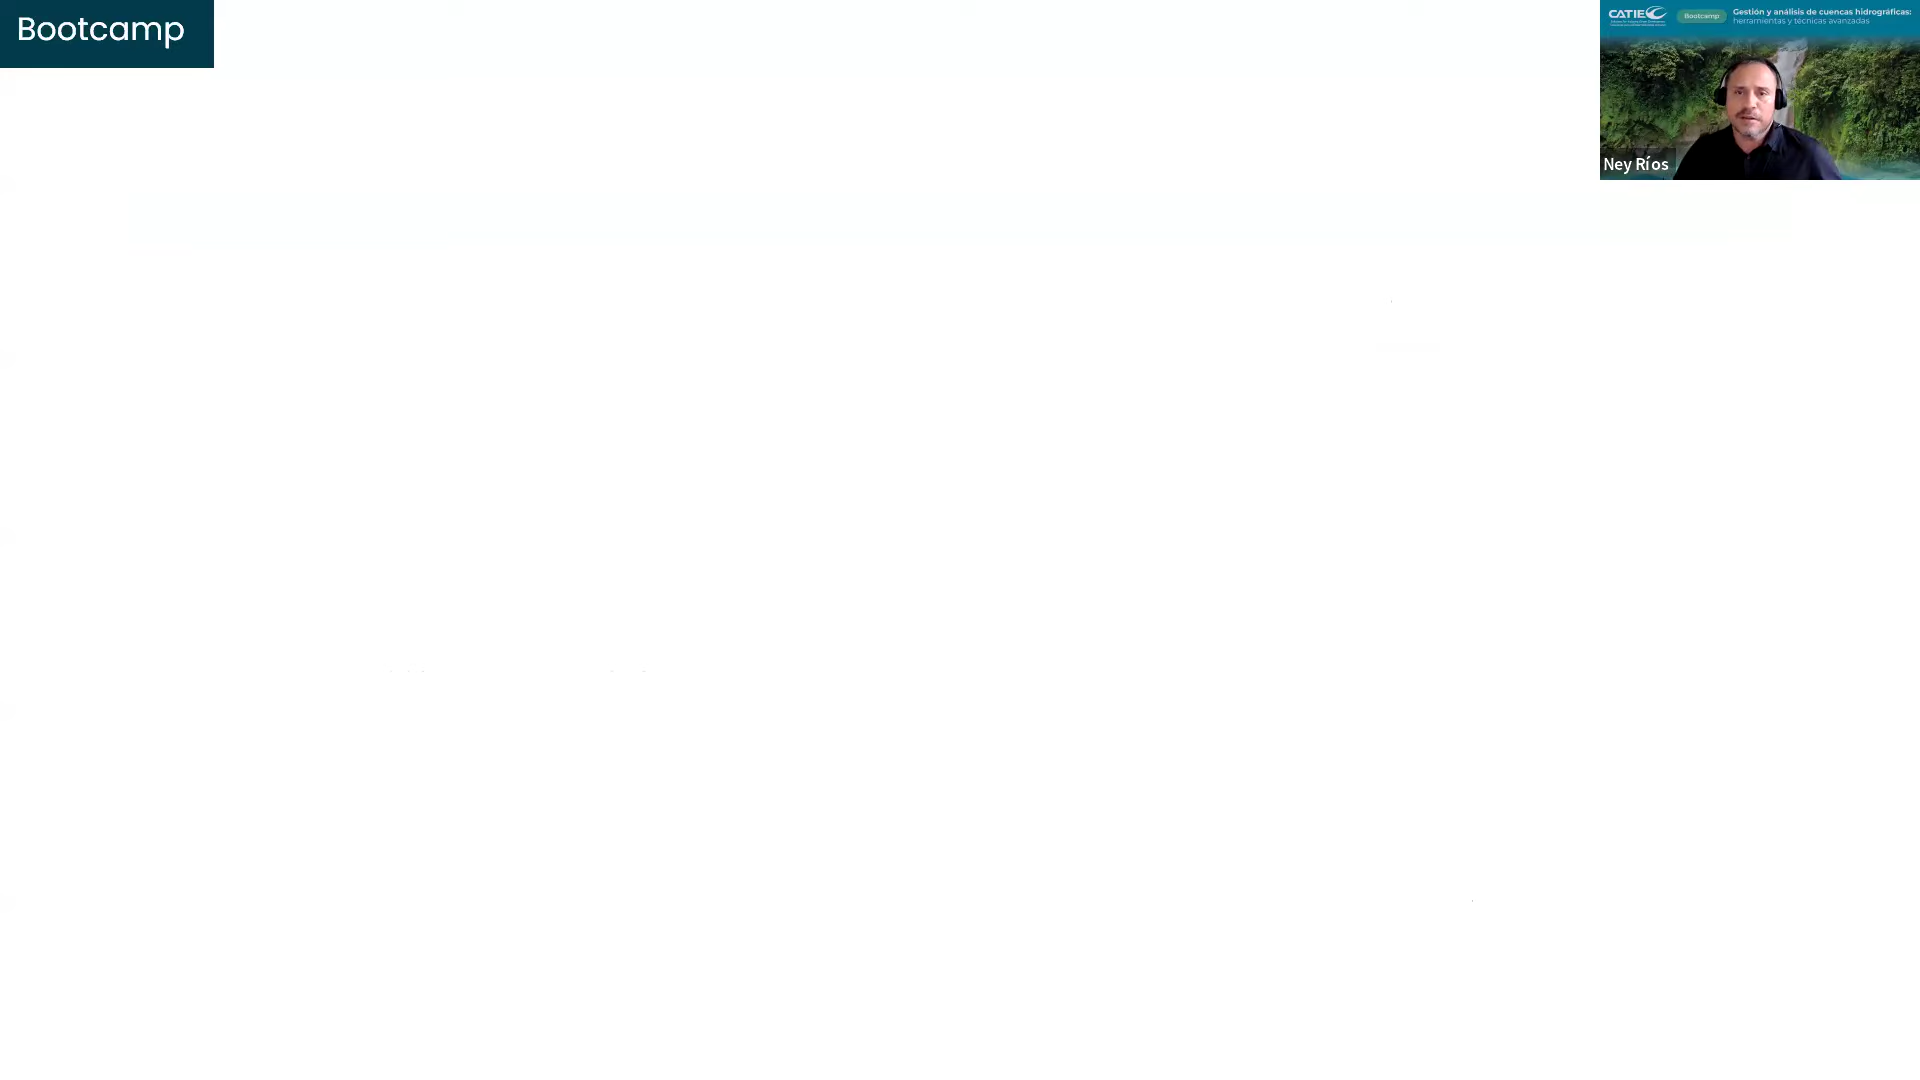 Bootcamp
CATIE
Bootcamp
Gestión y análisis de cuencas hidrográficas:
herramientas y técnicas avanzadas
Ney Ríos